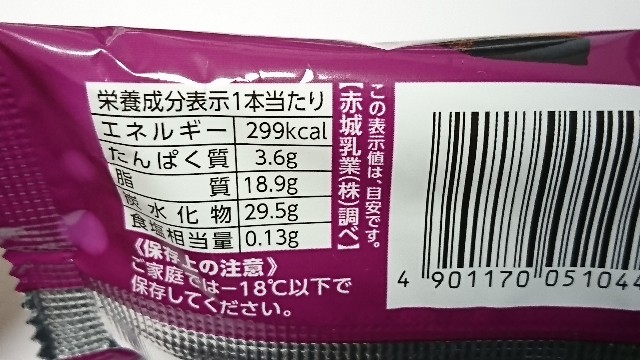 栄養成分表示1本当たり
エネルギー 299kcal
たんぱく質 3.6g
脂質 18.9g
炭水化物 29.5g
食塩相当量 0.13g
この表示値は、目安です。
【赤城乳業(株)調べ】
《保存上の注意》
ご家庭では−18℃以下で
保存してください。
4 901170 051044